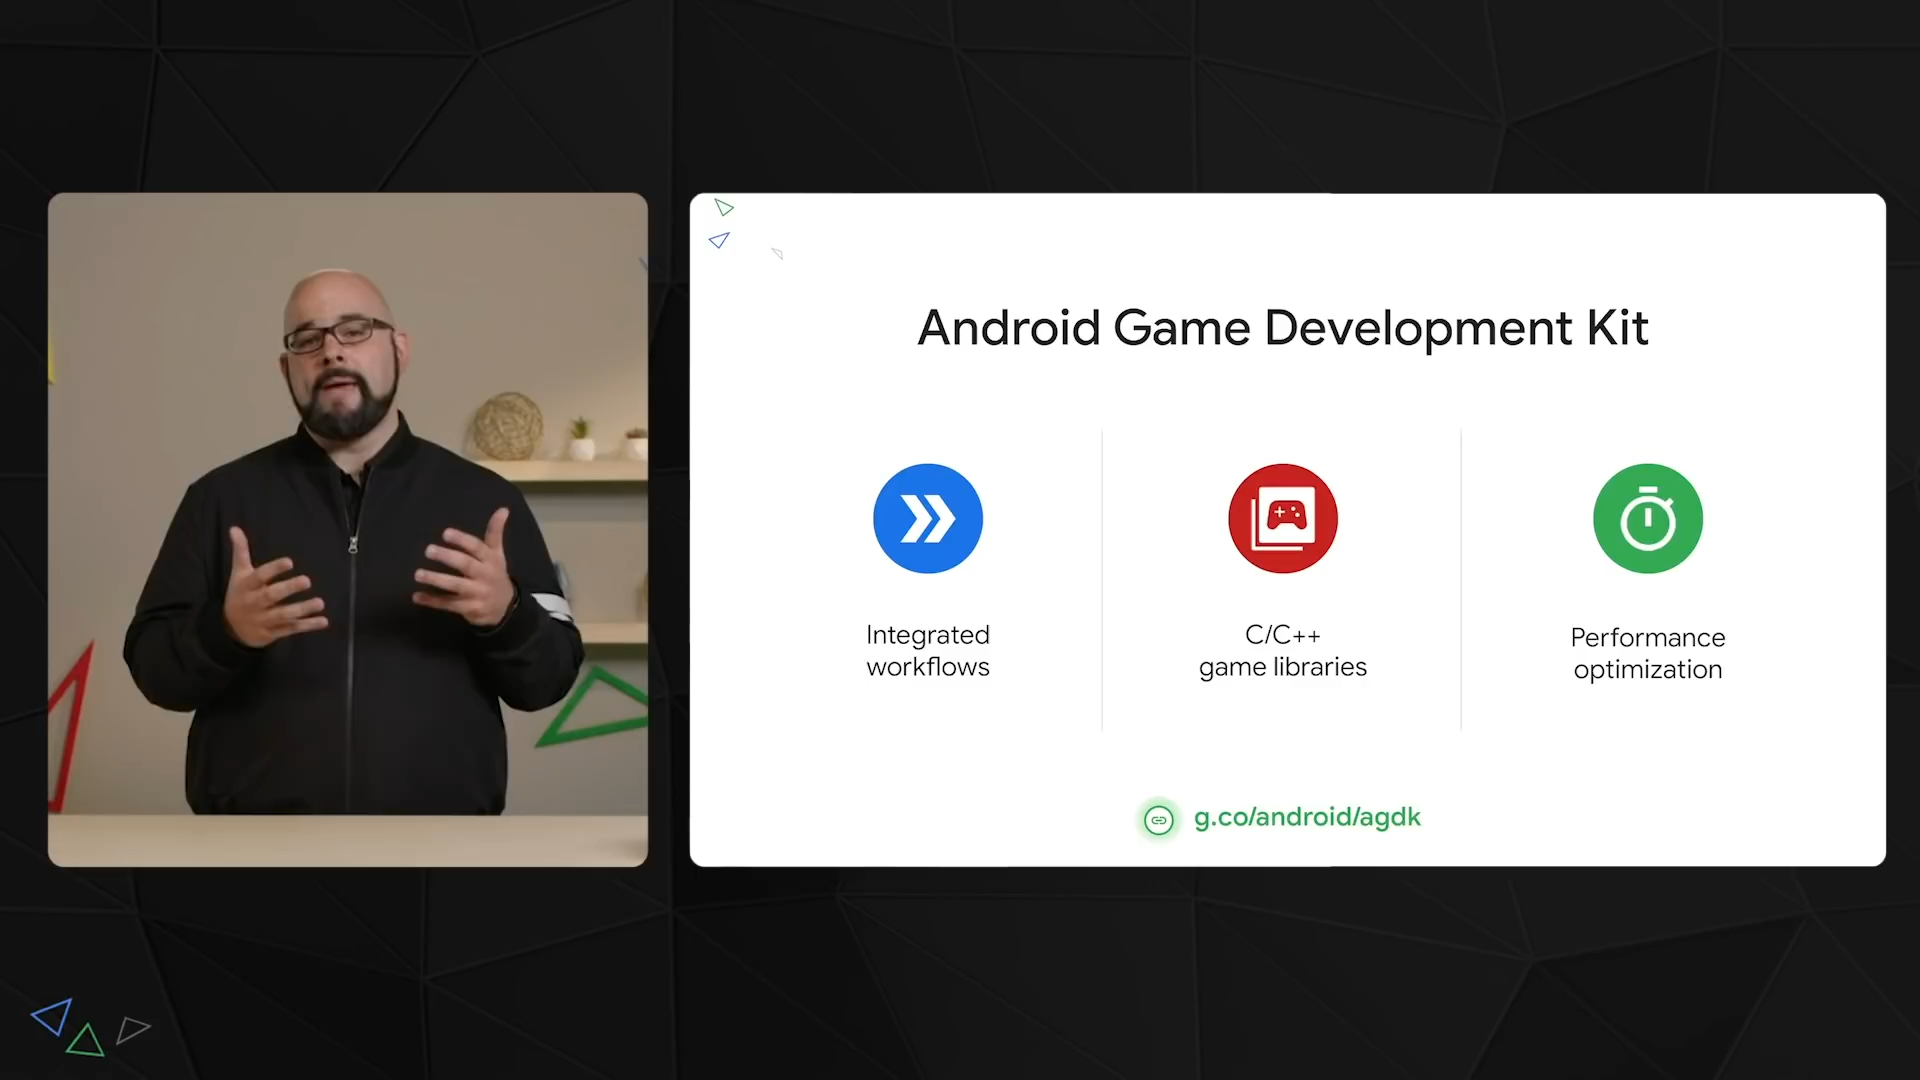 Android Game Development Kit
Integrated
workflows
C/C++
game libraries
Performance
optimization
g.co/android/agdk